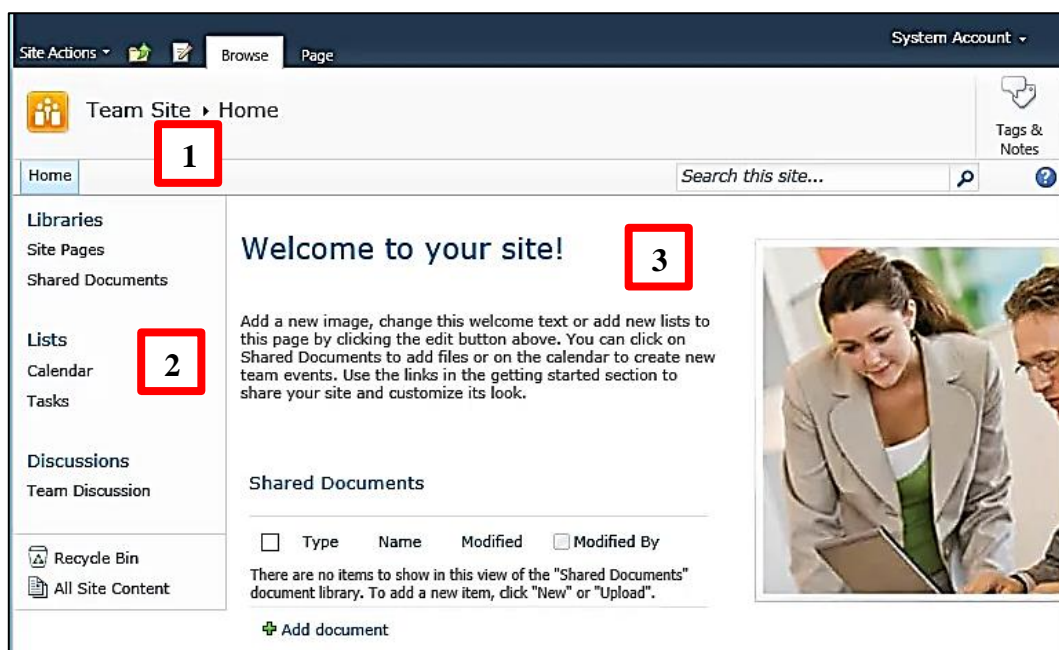 Site Actions Browse Page System Account
Team Site Home
Tags &
Notes
1
Home Search this site...
Libraries
Site Pages
Shared Documents
Lists
Calendar
2
Tasks
Discussions
Team Discussion
Recycle Bin
All Site Content
Welcome to your site!
3
Add a new image, change this welcome text or add new lists to
this page by clicking the edit button above. You can click on
Shared Documents to add files or on the calendar to create new
team events. Use the links in the getting started section to
share your site and customize its look.
Shared Documents
Type Name Modified Modified By
There are no items to show in this view of the "Shared Documents"
document library. To add a new item, click "New" or "Upload".
Add document